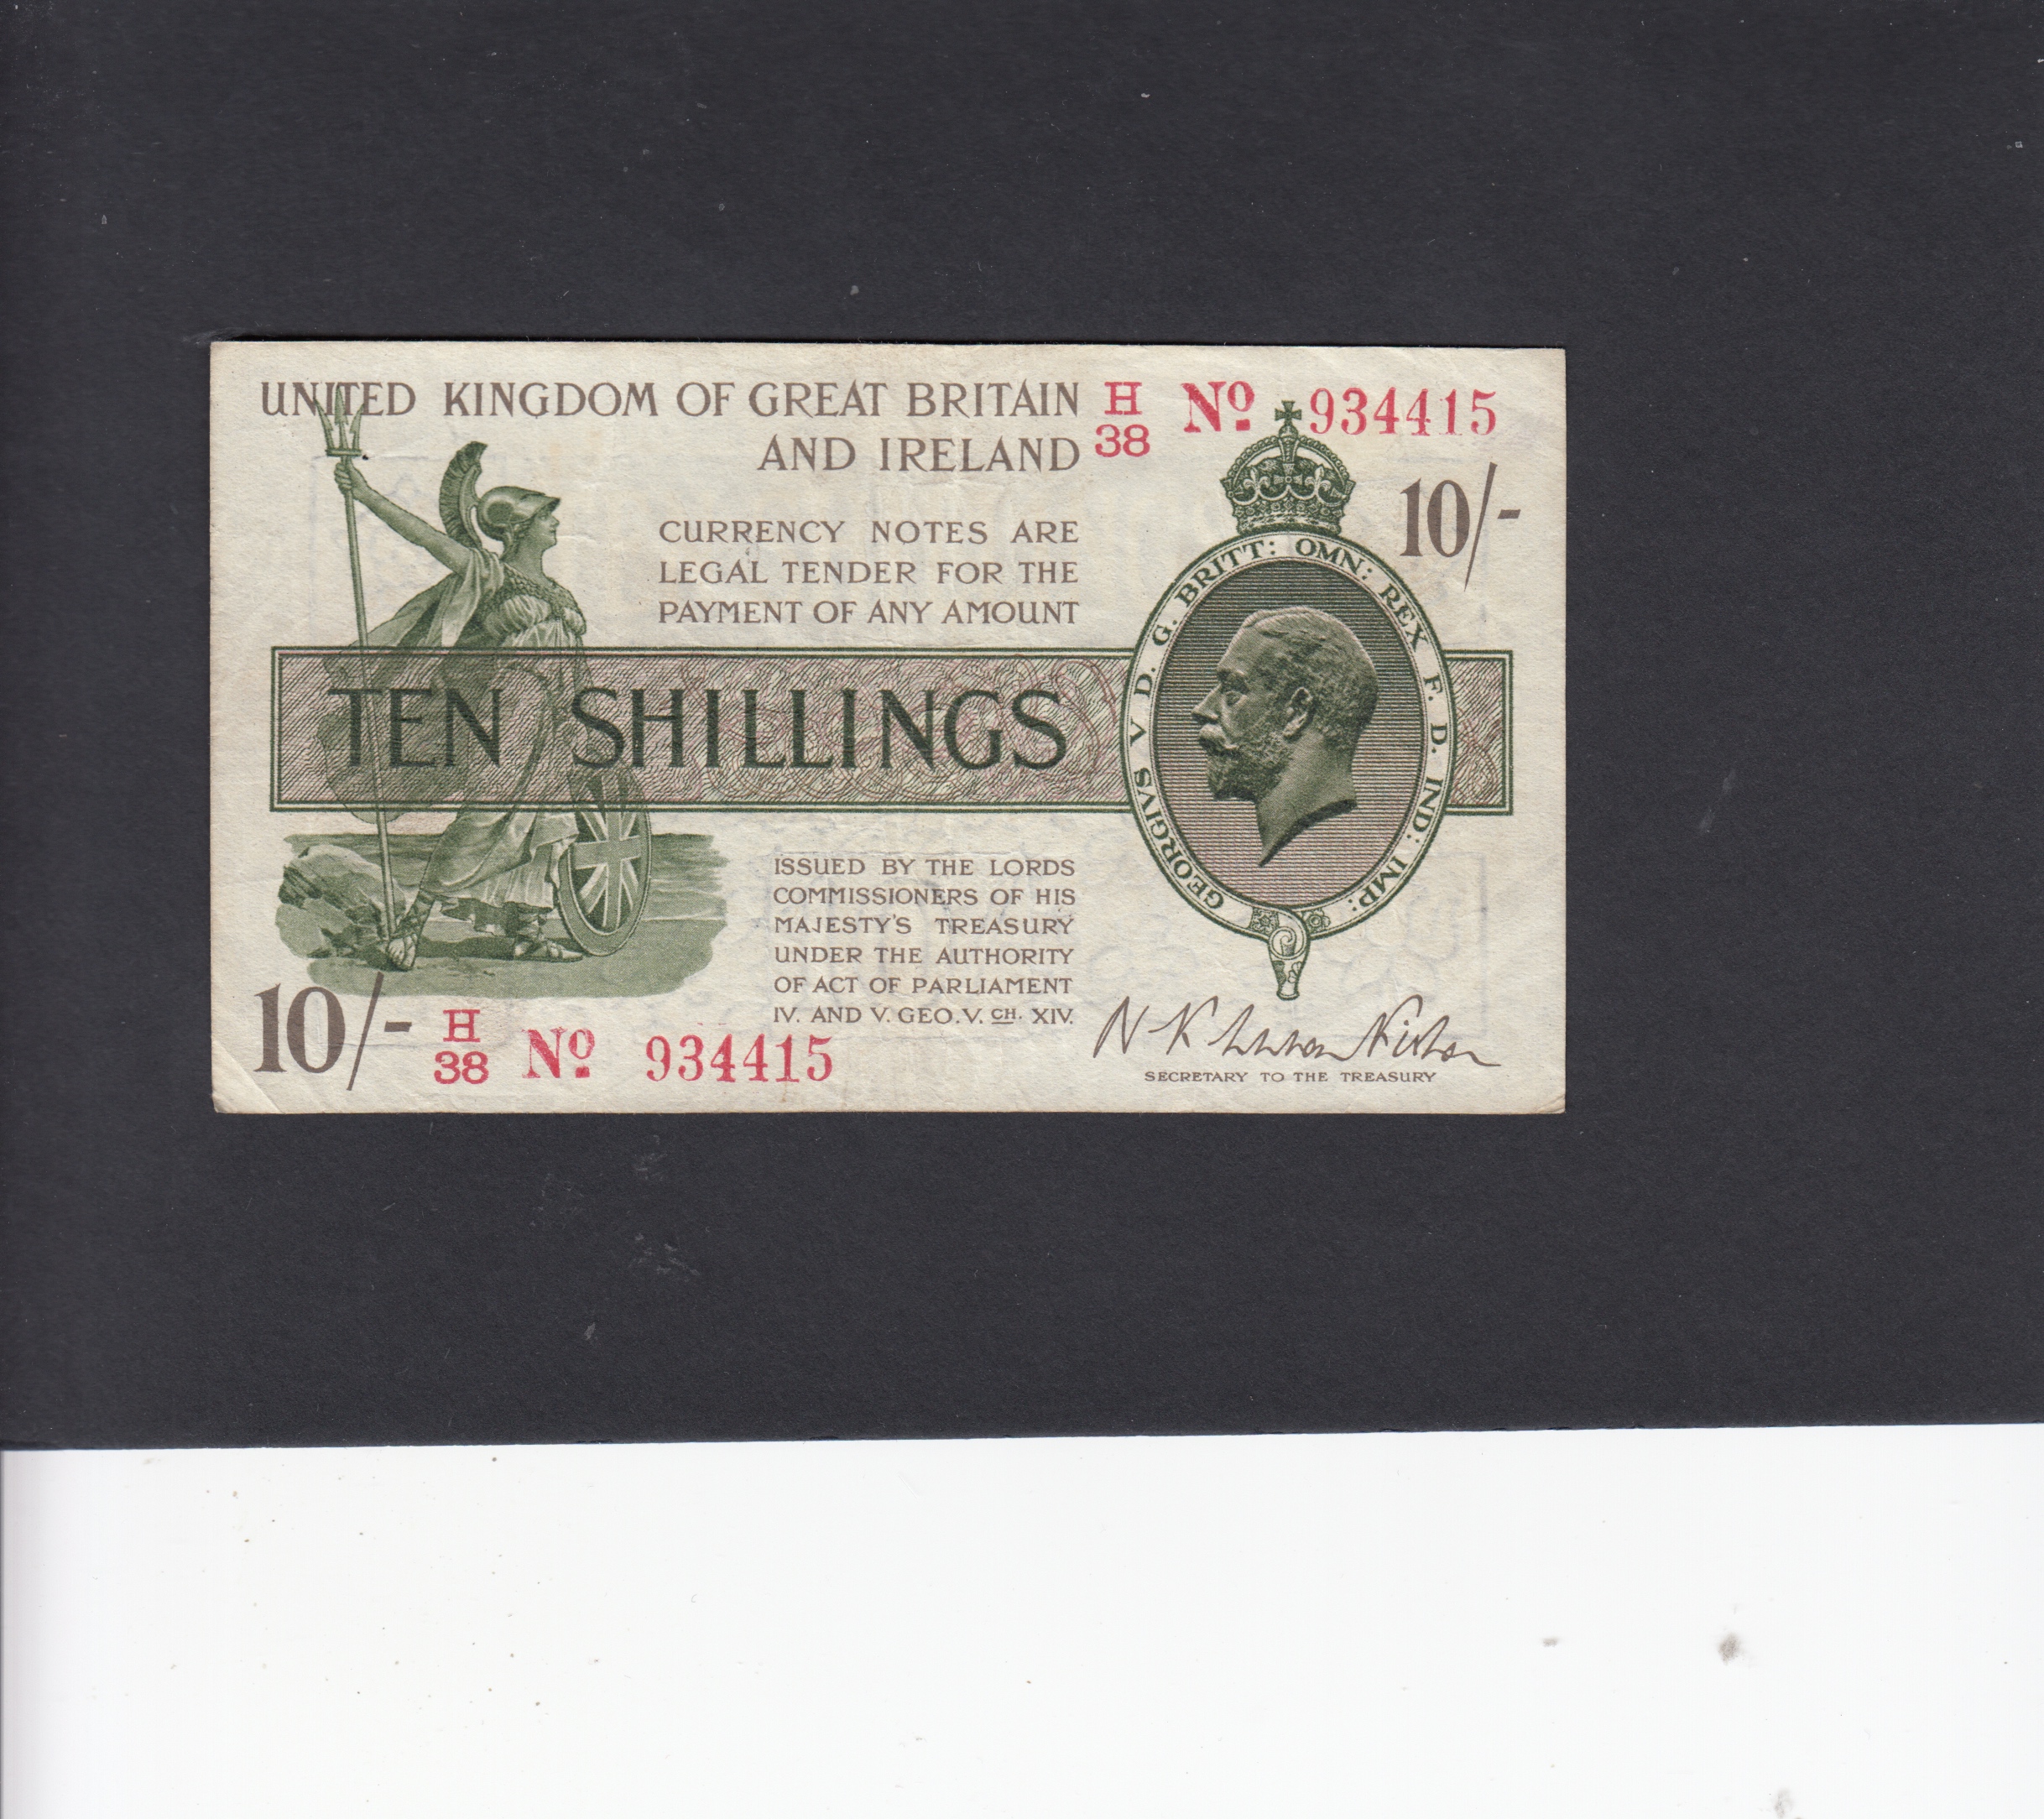 UNITED KINGDOM OF GREAT BRITAIN
AND IRELAND
H
38
Nº 934415
10/-
CURRENCY NOTES ARE
LEGAL TENDER FOR THE
PAYMENT OF ANY AMOUNT
TEN SHILLINGS
GEORGIVS V D. G. BRITT: OMN: REX F. D. IND: IMP:
ISSUED BY THE LORDS
COMMISSIONERS OF HIS
MAJESTY'S TREASURY
UNDER THE AUTHORITY
OF ACT OF PARLIAMENT
IV. AND V. GEO. V. CH. XIV.
10/-
H
38
Nº 934415
SECRETARY TO THE TREASURY